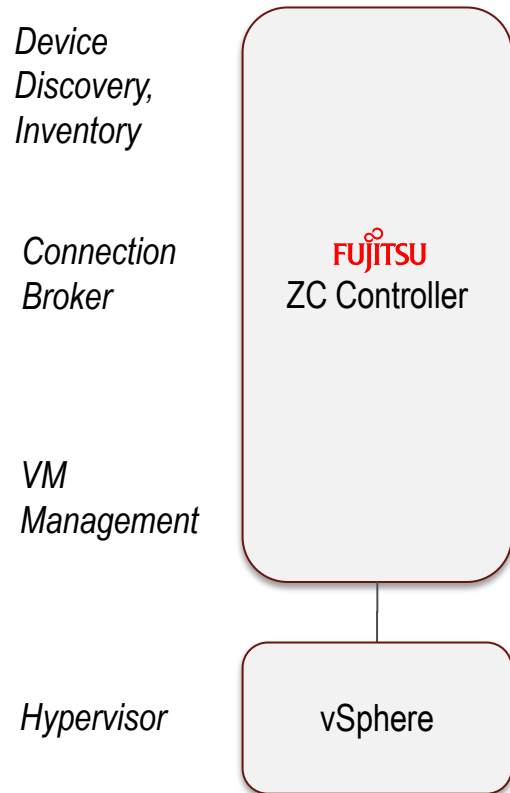 Device
Discovery,
Inventory
Connection
Broker
FUJITSU
ZC Controller
VM
Management
Hypervisor
vSphere